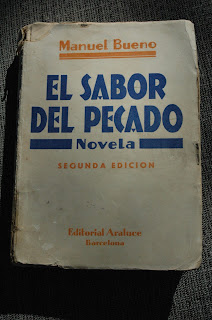 Manuel Bueno
EL SABOR
DEL PECADO
Novela
SEGUNDA EDICION
Editorial Araluce
Barcelona